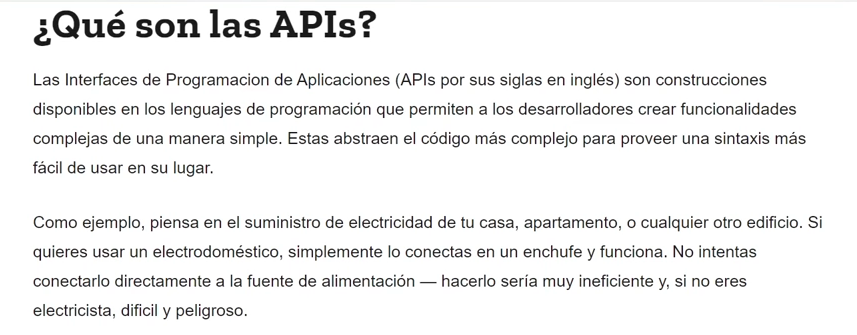 ¿Qué son las APIs?
Las Interfaces de Programacion de Aplicaciones (APIs por sus siglas en inglés) son construcciones
disponibles en los lenguajes de programación que permiten a los desarrolladores crear funcionalidades
complejas de una manera simple. Estas abstraen el código más complejo para proveer una sintaxis más
fácil de usar en su lugar.
Como ejemplo, piensa en el suministro de electricidad de tu casa, apartamento, o cualquier otro edificio. Si
quieres usar un electrodoméstico, simplemente lo conectas en un enchufe y funciona. No intentas
conectarlo directamente a la fuente de alimentación — hacerlo sería muy ineficiente y, si no eres
electricista, dificil y peligroso.